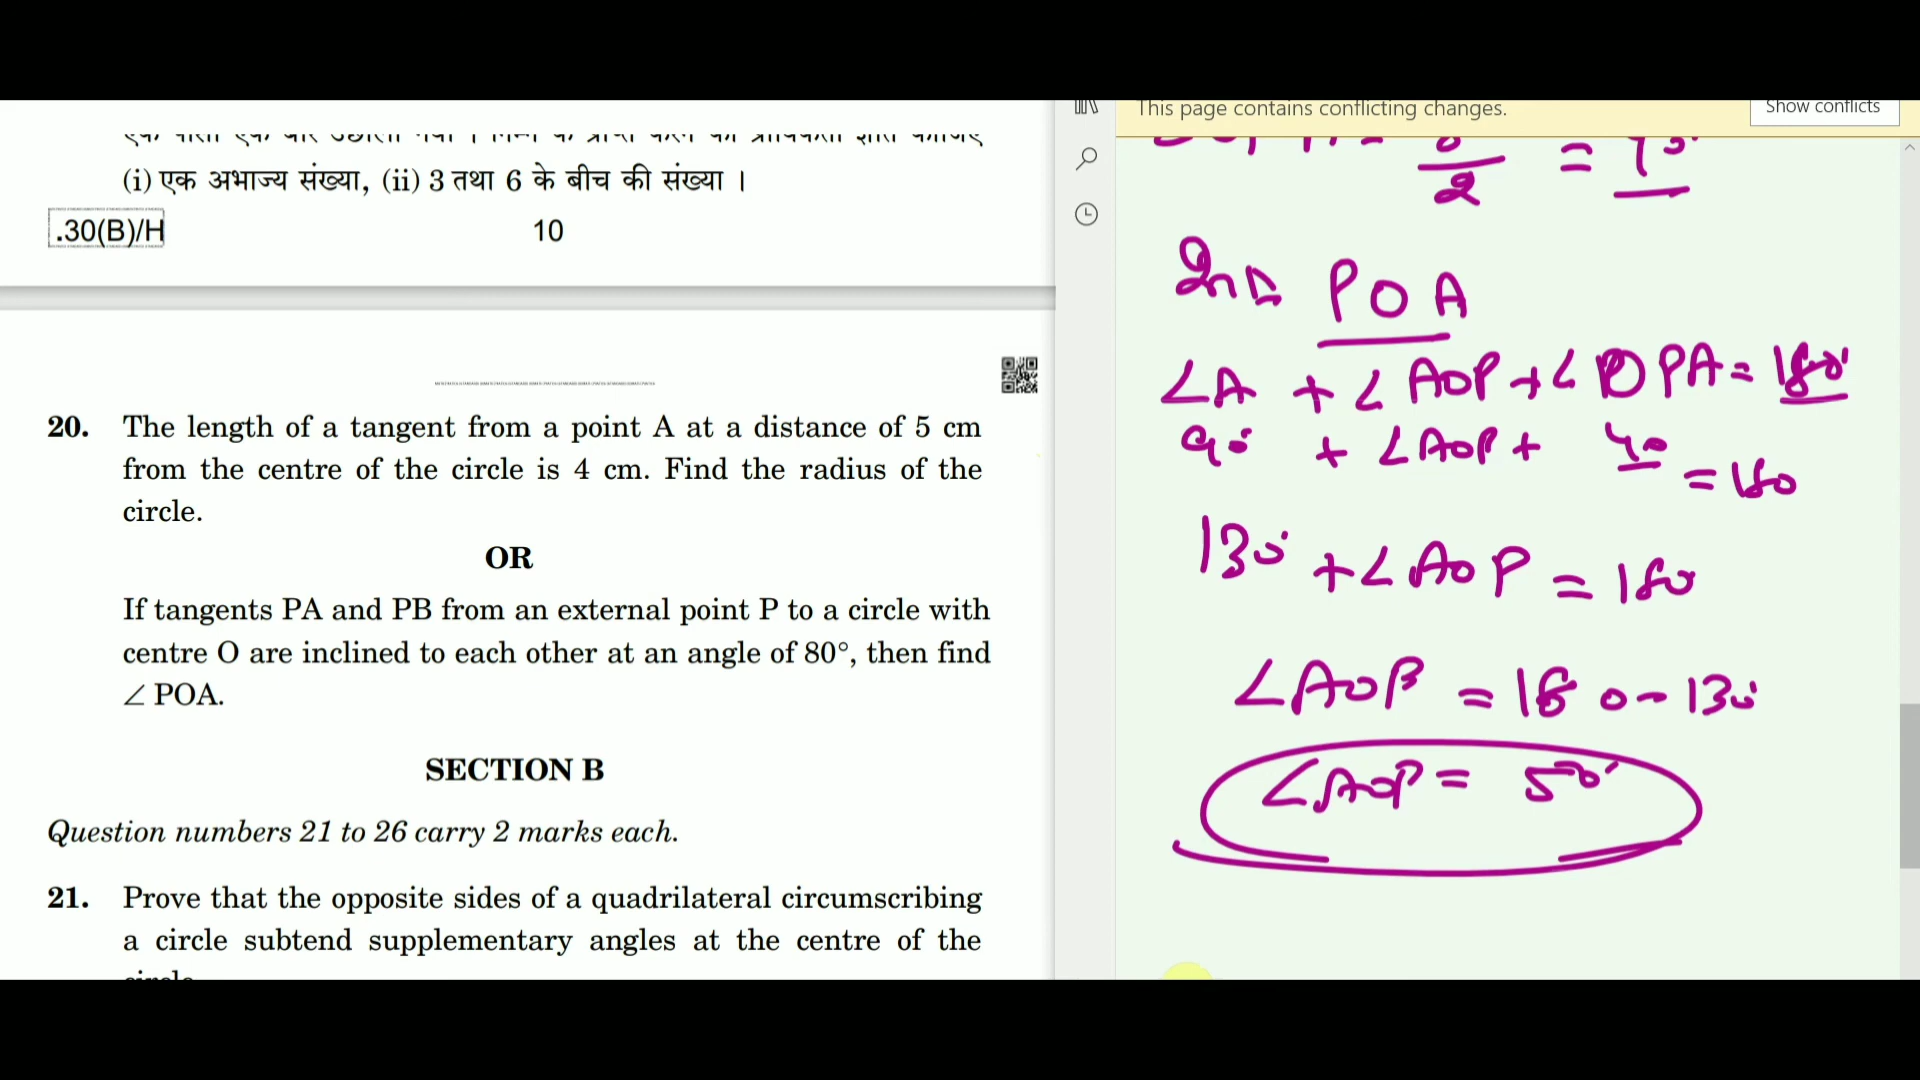 (i) एक अभाज्य संख्या, (ii) 3 तथा 6 के बीच की संख्या ।
.30(B)/H
10
20. The length of a tangent from a point A at a distance of 5 cm
from the centre of the circle is 4 cm. Find the radius of the
circle.
OR
If tangents PA and PB from an external point P to a circle with
centre O are inclined to each other at an angle of 80°, then find
∠ POA.
SECTION B
Question numbers 21 to 26 carry 2 marks each.
21. Prove that the opposite sides of a quadrilateral circumscribing
a circle subtend supplementary angles at the centre of the
circle
This page contains conflicting changes.
Show conflicts
In Δ POA
∠A + ∠AOP + ∠OPA = 180°
90° + ∠AOP + 40 = 180
130° + ∠AOP = 180
∠AOP = 180 - 130°
∠AOP = 50°